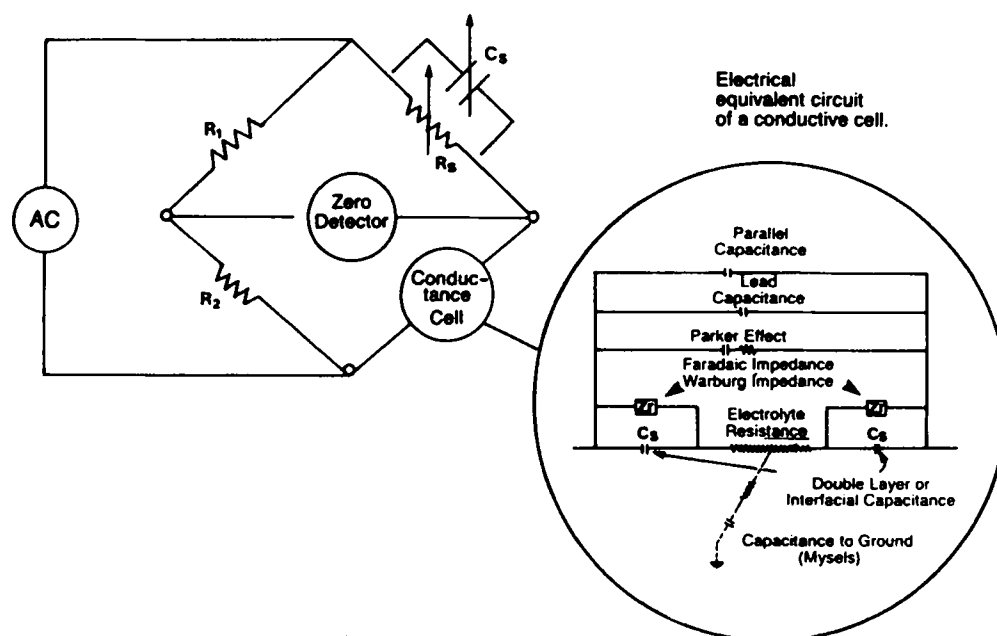 Cs
Electrical
equivalent circuit
of a conductive cell.
R1
Rs
AC
Zero
Detector
Conduc-
tance
Cell
R2
Parallel
Capacitance
Lead
Capacitance
Parker Effect
Faradaic Impedance
Warburg Impedance
Zf
Zf
Electrolyte
Resistance
Cs
Cs
Double Layer or
Interfacial Capacitance
Capacitance to Ground
(Mysels)